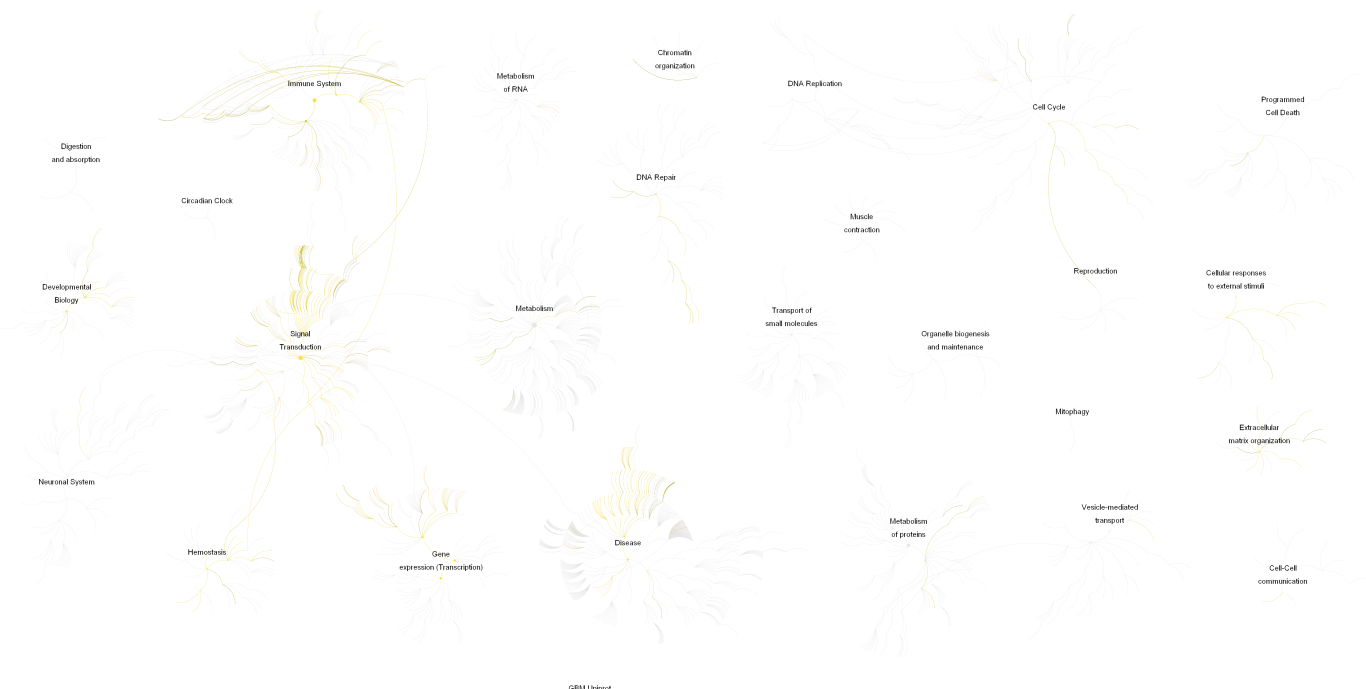 Chromatin
organization
Metabolism
of RNA
Immune System
DNA Replication
Cell Cycle
Programmed
Cell Death
Digestion
and absorption
DNA Repair
Circadian Clock
Muscle
contraction
Reproduction
Cellular responses
to external stimuli
Developmental
Biology
Metabolism
Transport of
small molecules
Signal
Transduction
Organelle biogenesis
and maintenance
Mitophagy
Extracellular
matrix organization
Neuronal System
Vesicle-mediated
transport
Metabolism
of proteins
Disease
Hemostasis
Gene
expression (Transcription)
Cell-Cell
communication
GBM Uniprot